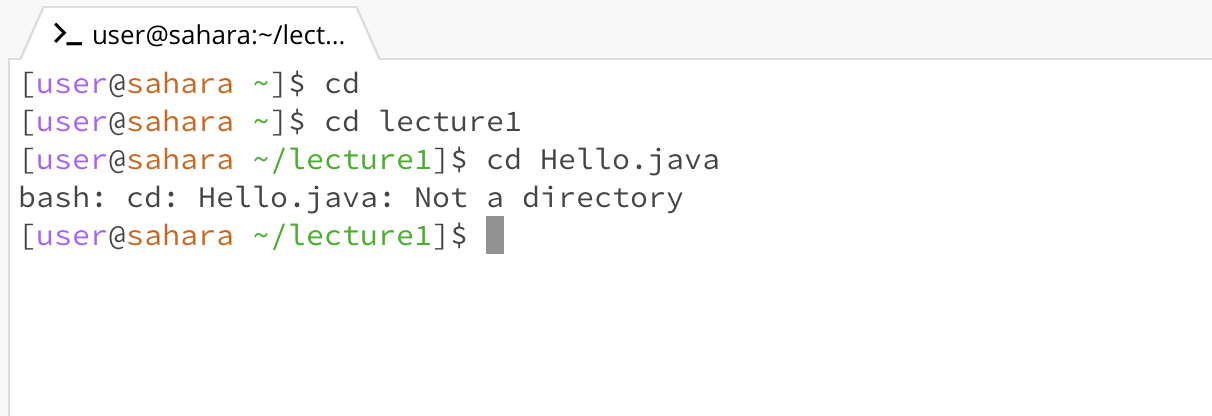 >_ user@sahara:~/lect...
[user@sahara ~]$ cd
[user@sahara ~]$ cd lecture1
[user@sahara ~/lecture1]$ cd Hello.java
bash: cd: Hello.java: Not a directory
[user@sahara ~/lecture1]$